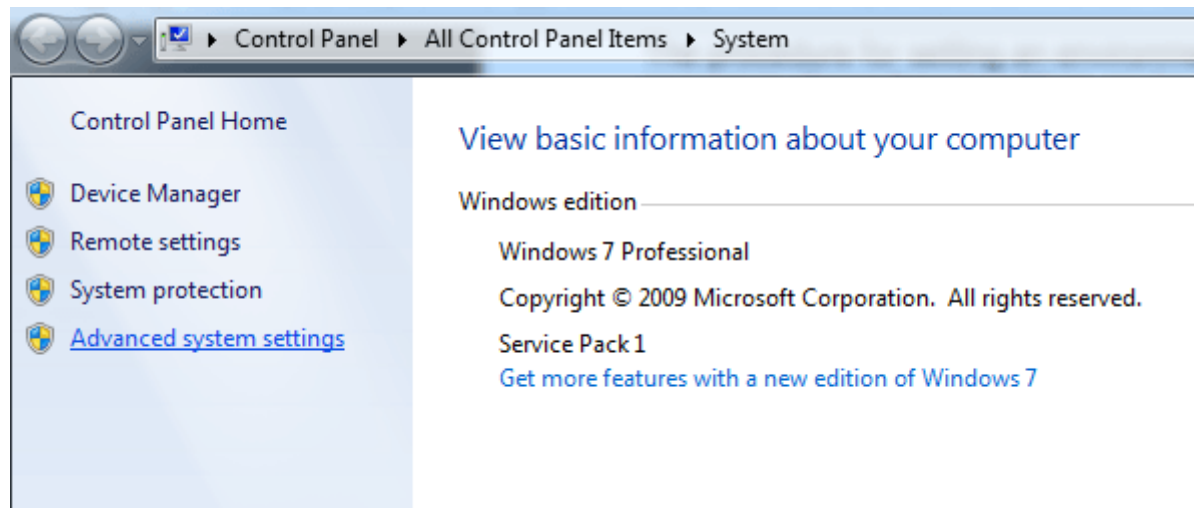 Control Panel All Control Panel Items System
Control Panel Home
Device Manager
Remote settings
System protection
Advanced system settings
View basic information about your computer
Windows edition
Windows 7 Professional
Copyright © 2009 Microsoft Corporation. All rights reserved.
Service Pack 1
Get more features with a new edition of Windows 7